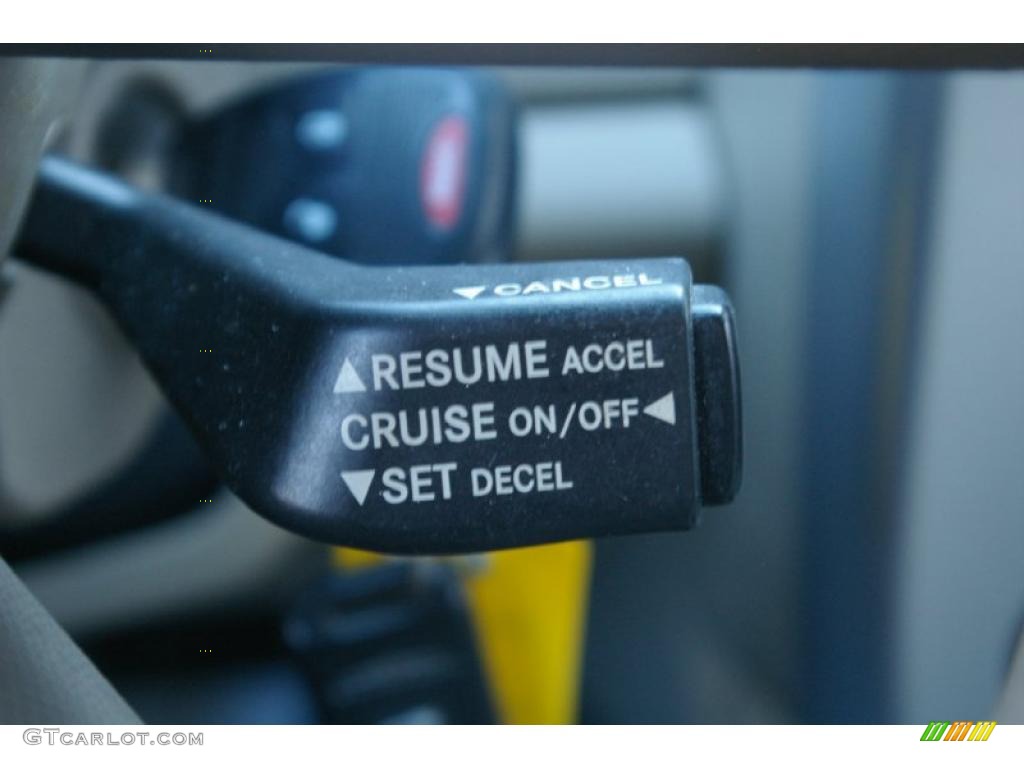 ▼CANCEL
▲RESUME ACCEL
CRUISE ON/OFF◀
▼SET DECEL
GTCARLOT.COM